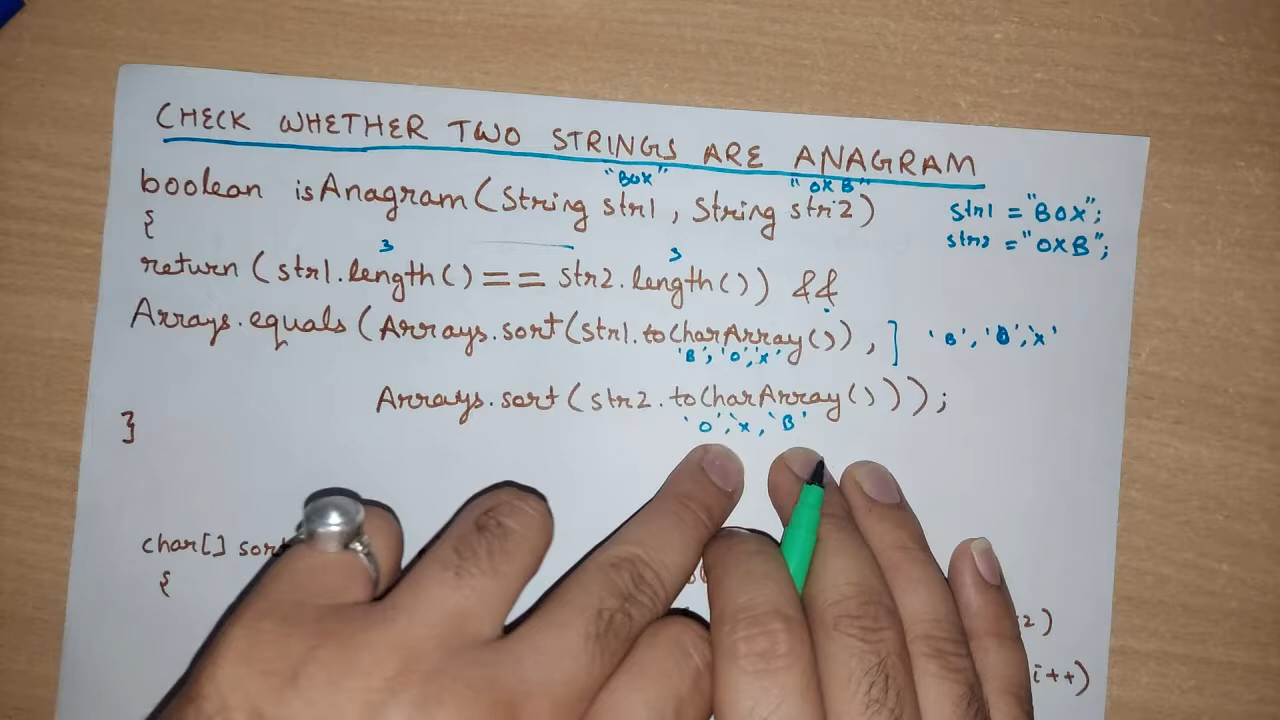 CHECK WHETHER TWO STRINGS ARE ANAGRAM
"BOX" "OXB"
boolean isAnagram(String str1, String str2)
str1 = "BOX";
{
str2 = "OXB";
3 3
return (str1.length() == str2.length()) &&
Arrays.equals(Arrays.sort(str1.toCharArray()), ] 'B','O','X'
'B','O','X'
Arrays.sort(str2.toCharArray()));
'O','X','B'
}
char[] sort
{
2)
i++)